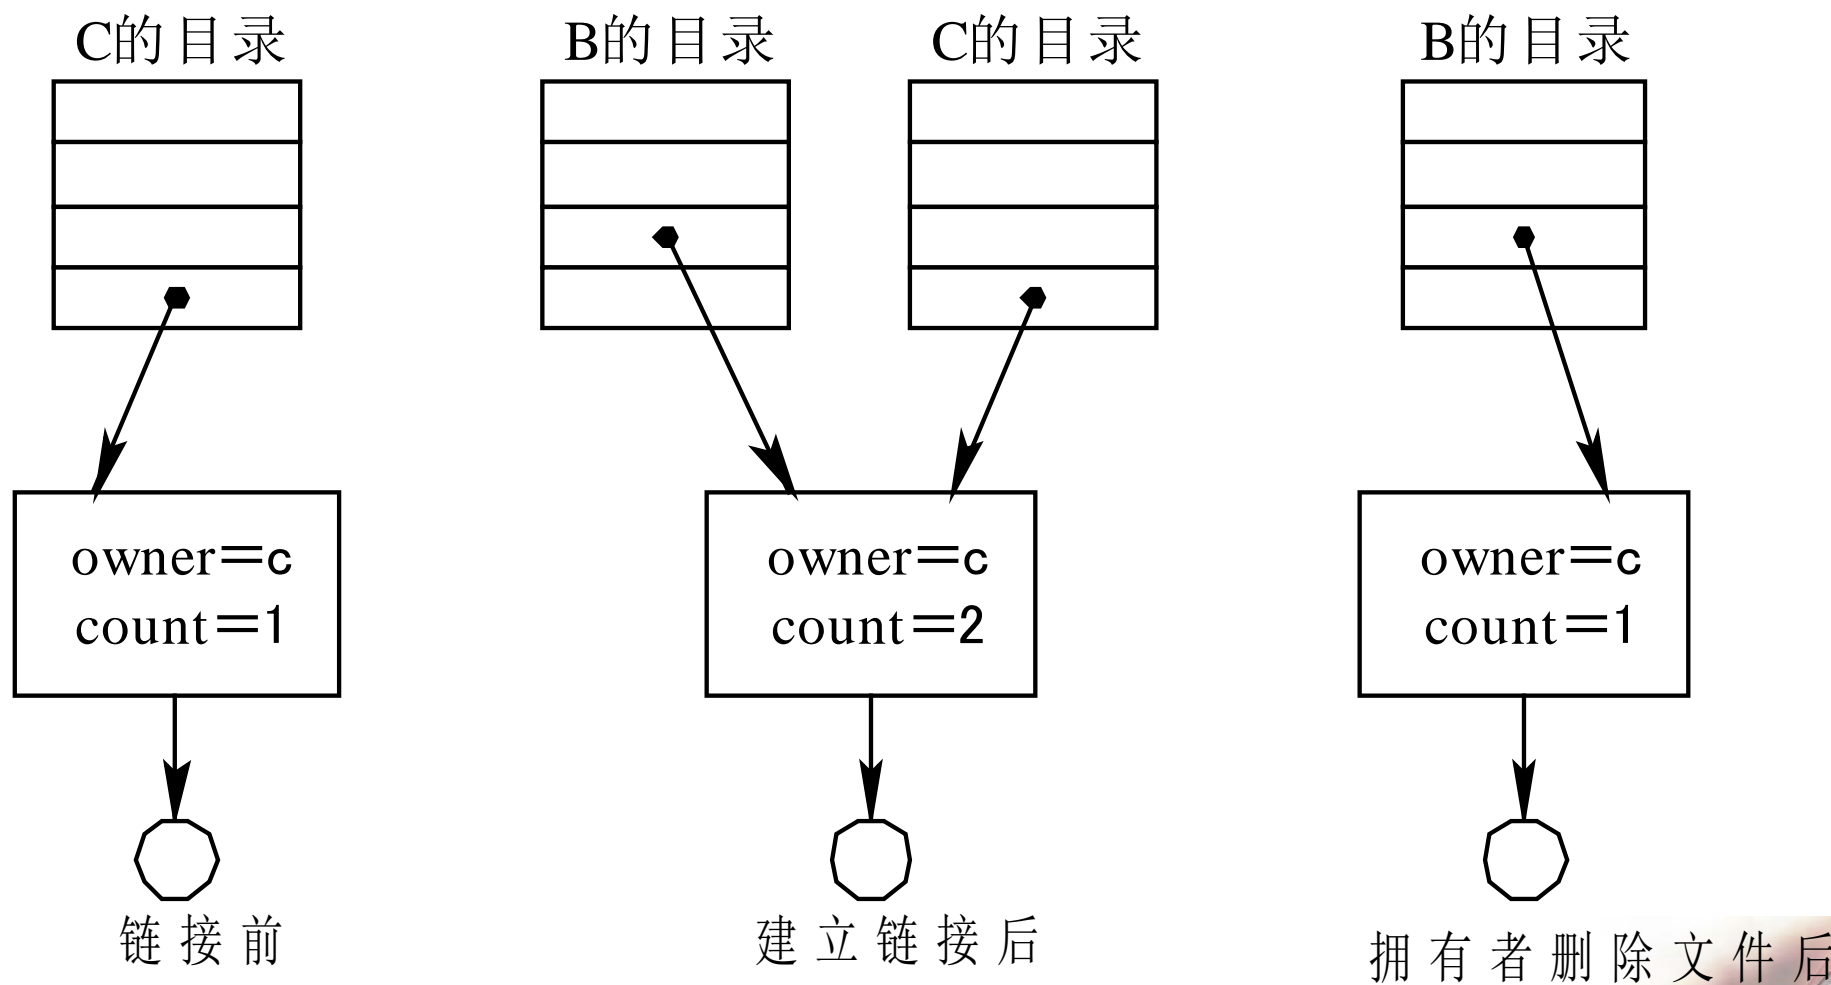 C的目录
B的目录
C的目录
B的目录
owner=c
count=1
owner=c
count=2
owner=c
count=1
链接前
建立链接后
拥有者删除文件后